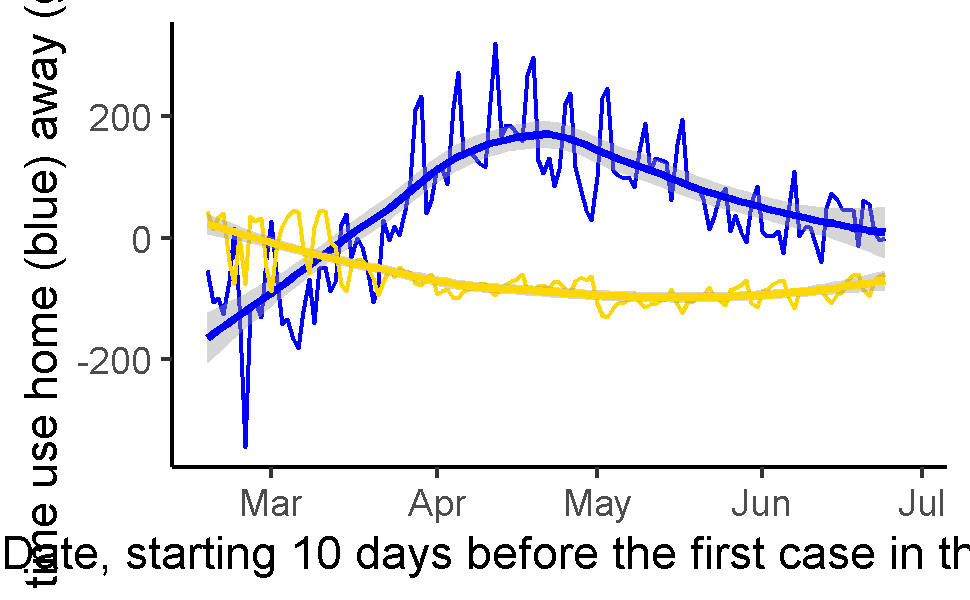 time use home (blue) away (
200
0
-200
Mar Apr May Jun Jul
Date, starting 10 days before the first case in th